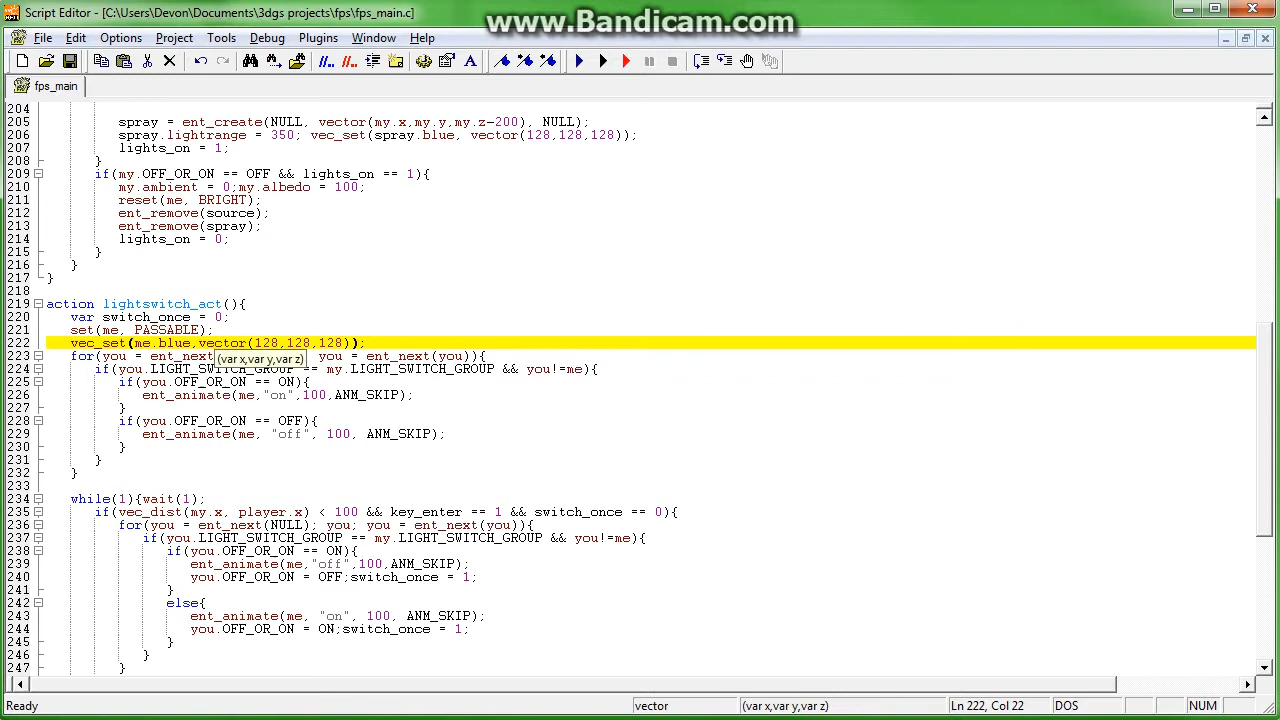 Script Editor - [C:\Users\Devon\Documents\3dgs projects\fps\fps_main.c]
www.Bandicam.com
File Edit Options Project Tools Debug Plugins Window Help
fps_main
204
205 spray = ent_create(NULL, vector(my.x,my.y,my.z-200), NULL);
206 spray.lightrange = 350; vec_set(spray.blue, vector(128,128,128));
207 lights_on = 1;
208 }
209 if(my.OFF_OR_ON == OFF && lights_on == 1){
210 my.ambient = 0;my.albedo = 100;
211 reset(me, BRIGHT);
212 ent_remove(source);
213 ent_remove(spray);
214 lights_on = 0;
215 }
216 }
217 }
218
219 action lightswitch_act(){
220 var switch_once = 0;
221 set(me, PASSABLE);
222 vec_set(me.blue,vector(128,128,128));
223 for(you = ent_next (var x,var y,var z) you = ent_next(you)){
224 if(you.LIGHT_SWITCH_GROUP == my.LIGHT_SWITCH_GROUP && you!=me){
225 if(you.OFF_OR_ON == ON){
226 ent_animate(me,"on",100,ANM_SKIP);
227 }
228 if(you.OFF_OR_ON == OFF){
229 ent_animate(me, "off", 100, ANM_SKIP);
230 }
231 }
232 }
233
234 while(1){wait(1);
235 if(vec_dist(my.x, player.x) < 100 && key_enter == 1 && switch_once == 0){
236 for(you = ent_next(NULL); you; you = ent_next(you)){
237 if(you.LIGHT_SWITCH_GROUP == my.LIGHT_SWITCH_GROUP && you!=me){
238 if(you.OFF_OR_ON == ON){
239 ent_animate(me,"off",100,ANM_SKIP);
240 you.OFF_OR_ON = OFF;switch_once = 1;
241 }
242 else{
243 ent_animate(me, "on", 100, ANM_SKIP);
244 you.OFF_OR_ON = ON;switch_once = 1;
245 }
246 }
247 }
Ready vector (var x,var y,var z) Ln 222, Col 22 DOS NUM